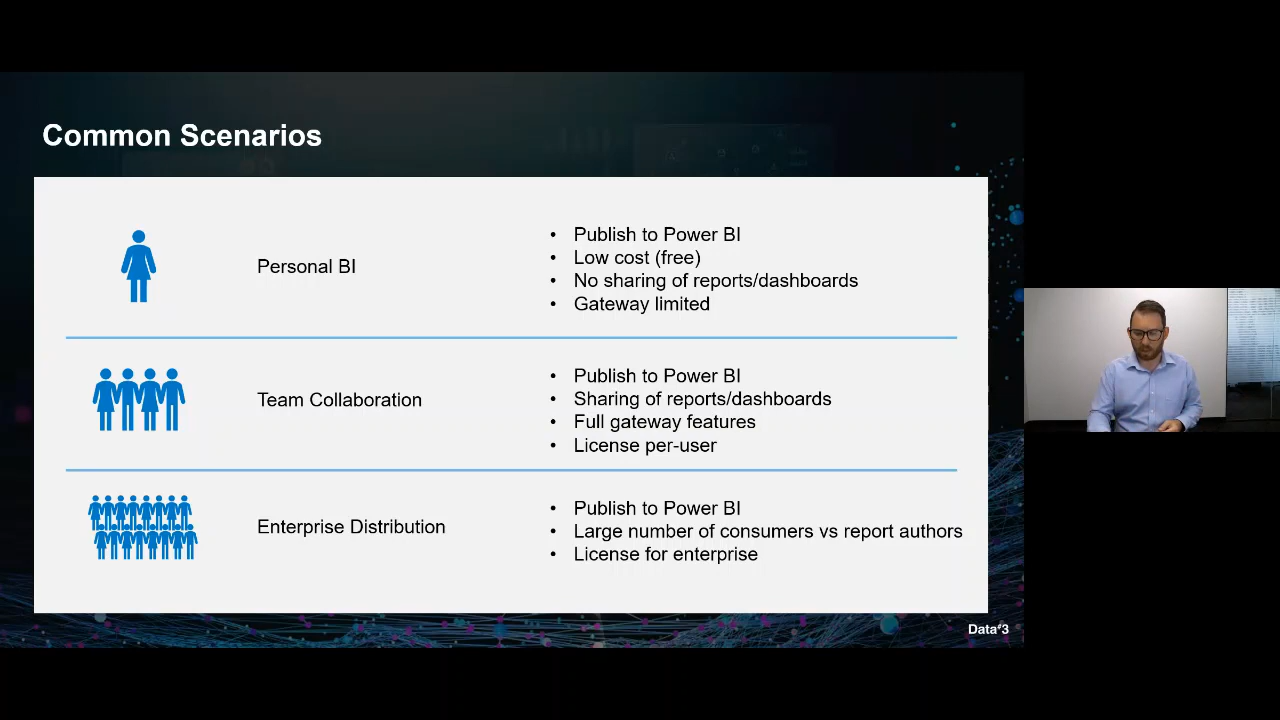 Common Scenarios
Personal BI
• Publish to Power BI
• Low cost (free)
• No sharing of reports/dashboards
• Gateway limited
Team Collaboration
• Publish to Power BI
• Sharing of reports/dashboards
• Full gateway features
• License per-user
Enterprise Distribution
• Publish to Power BI
• Large number of consumers vs report authors
• License for enterprise
Data#3